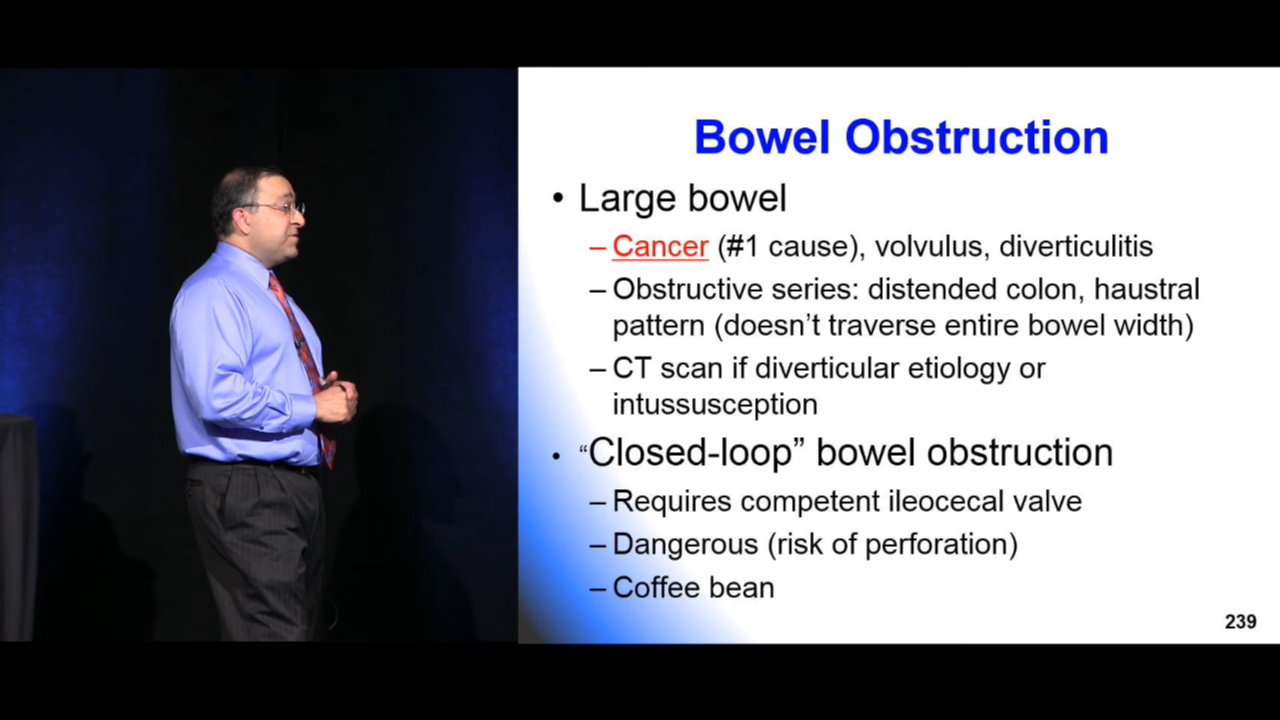 Bowel Obstruction
• Large bowel
– Cancer (#1 cause), volvulus, diverticulitis
– Obstructive series: distended colon, haustral
pattern (doesn’t traverse entire bowel width)
– CT scan if diverticular etiology or
intussusception
• “Closed-loop” bowel obstruction
– Requires competent ileocecal valve
– Dangerous (risk of perforation)
– Coffee bean
239